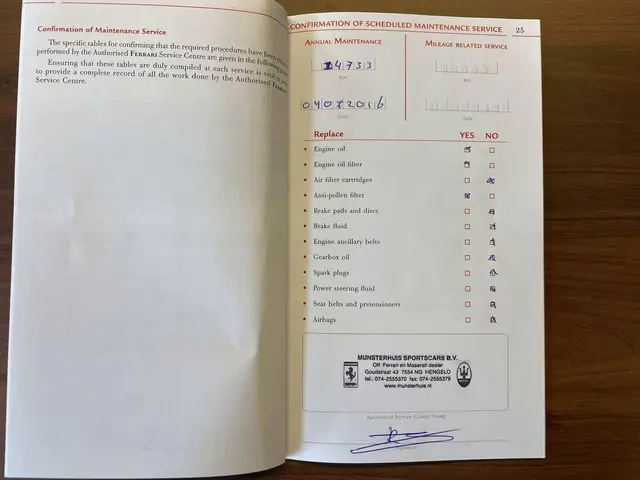 Confirmation of Maintenance Service
The specific tables for confirming that the required procedures have been
performed by the Authorised FERRARI Service Centre are given in the following
Ensuring that these tables are duly compiled at each service is
to provide a complete record of all the work done by the Authorised
Service Centre.
CONFIRMATION OF SCHEDULED MAINTENANCE SERVICE 25
ANNUAL MAINTENANCE
14733
Km
Date
MILEAGE RELATED SERVICE
Km
Date
Replace YES NO
• Engine oil
• Engine oil filter
• Air filter cartridges
• Anti-pollen filter
• Brake pads and discs
• Brake fluid
• Engine ancillary belts
• Gearbox oil
• Spark plugs
• Power steering fluid
• Seat belts and pretensioners
• Airbags
MUNSTERHUIS SPORTSCARS B.V.
Off. Ferrari en Maserati dealer
Goudstraat 43 7554 NG HENGELO
tel.: 074-2555370 fax: 074-2555379
www.munsterhuis.nl
Authorised Service Centre Stamp
Signature